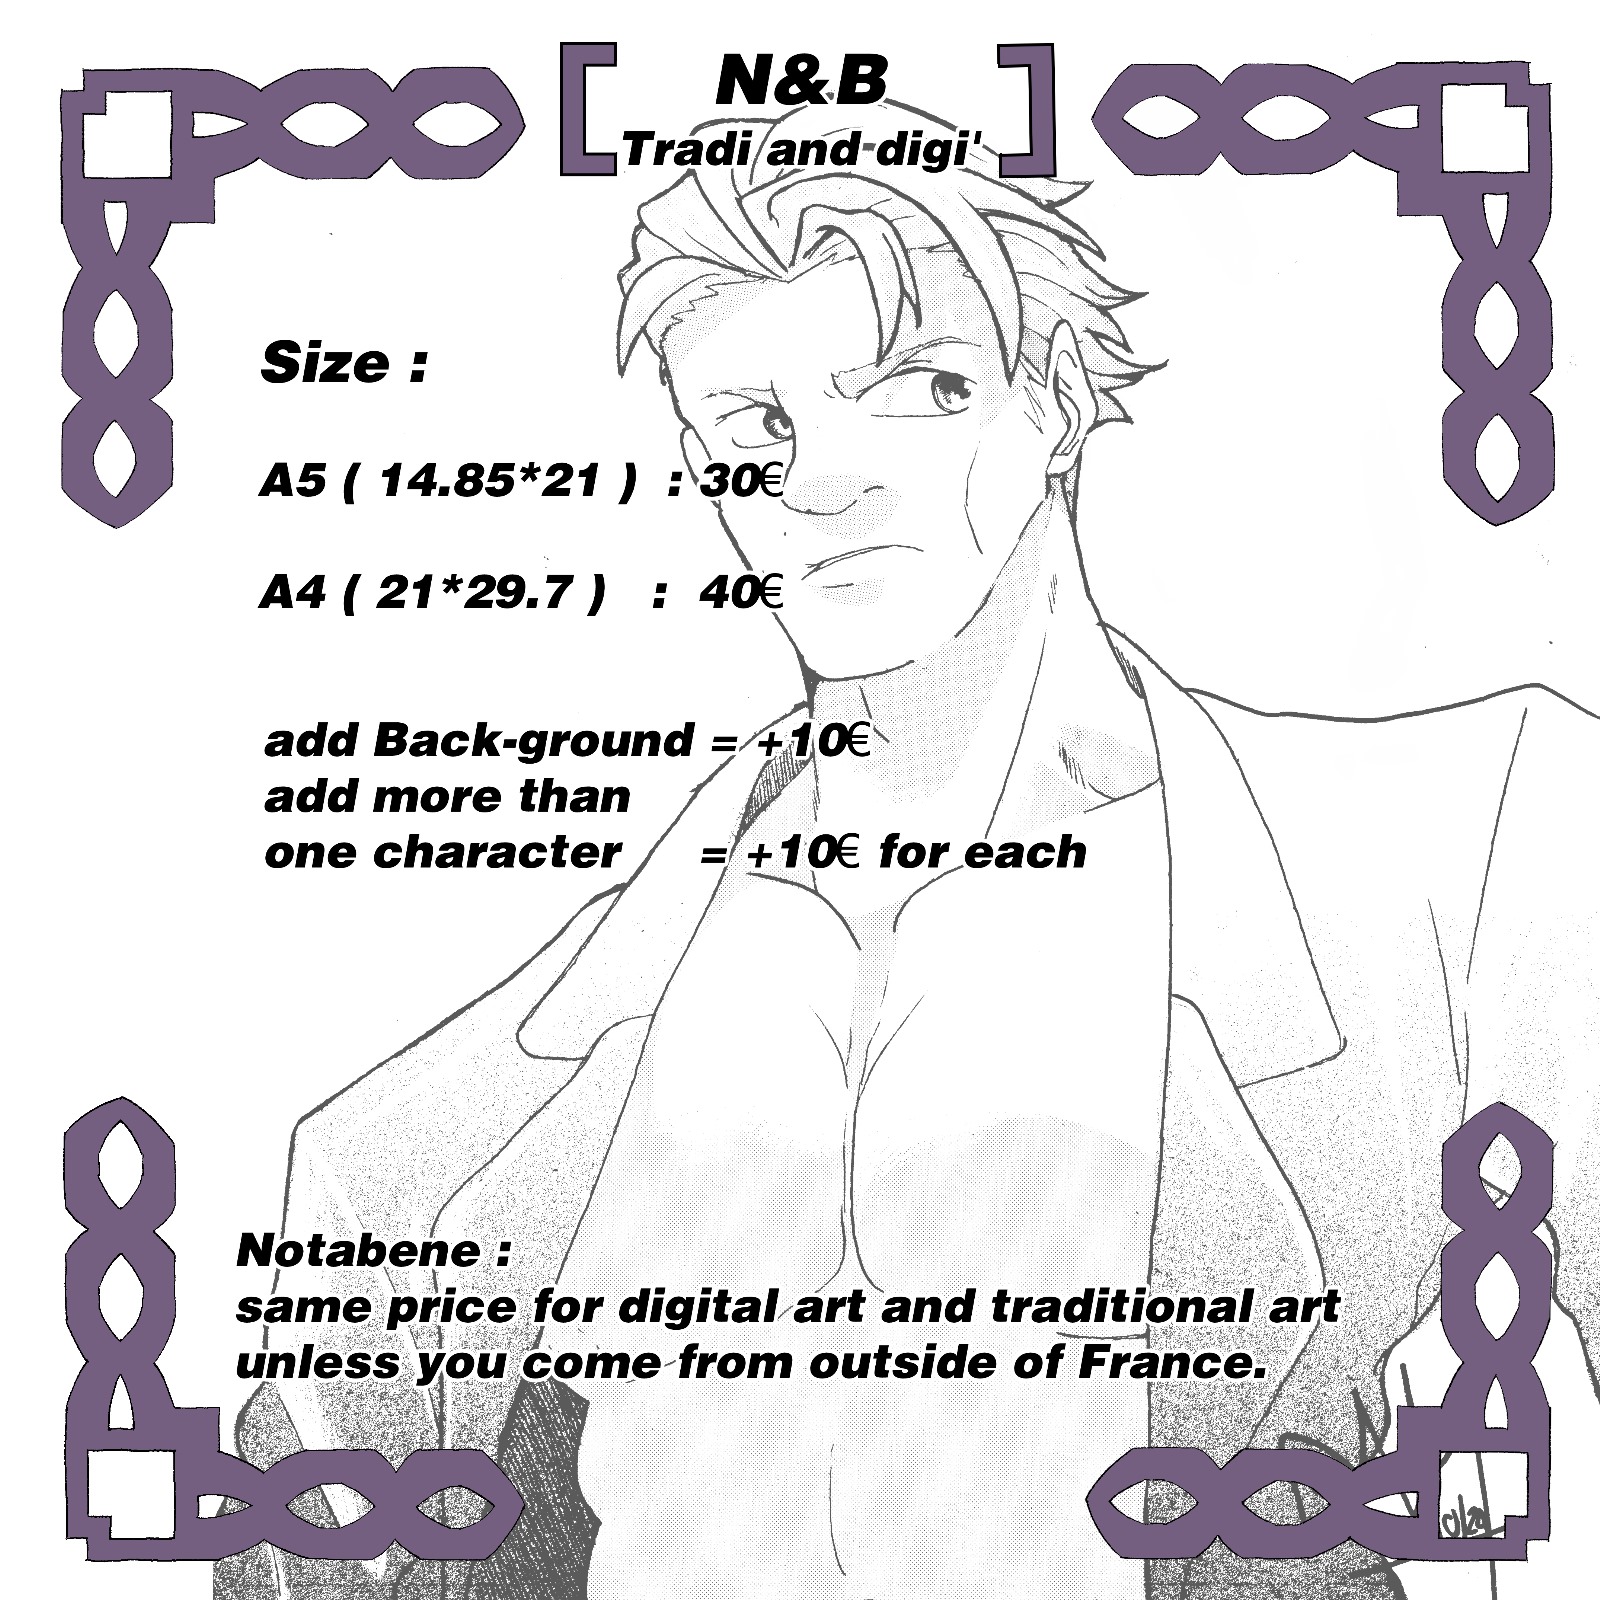 N&B
Tradi and digi'
Size :
A5 ( 14.85*21 ) : 30€
A4 ( 21*29.7 ) : 40€
add Back-ground = +10€
add more than
one character = +10€ for each
Notabene :
same price for digital art and traditional art
unless you come from outside of France.